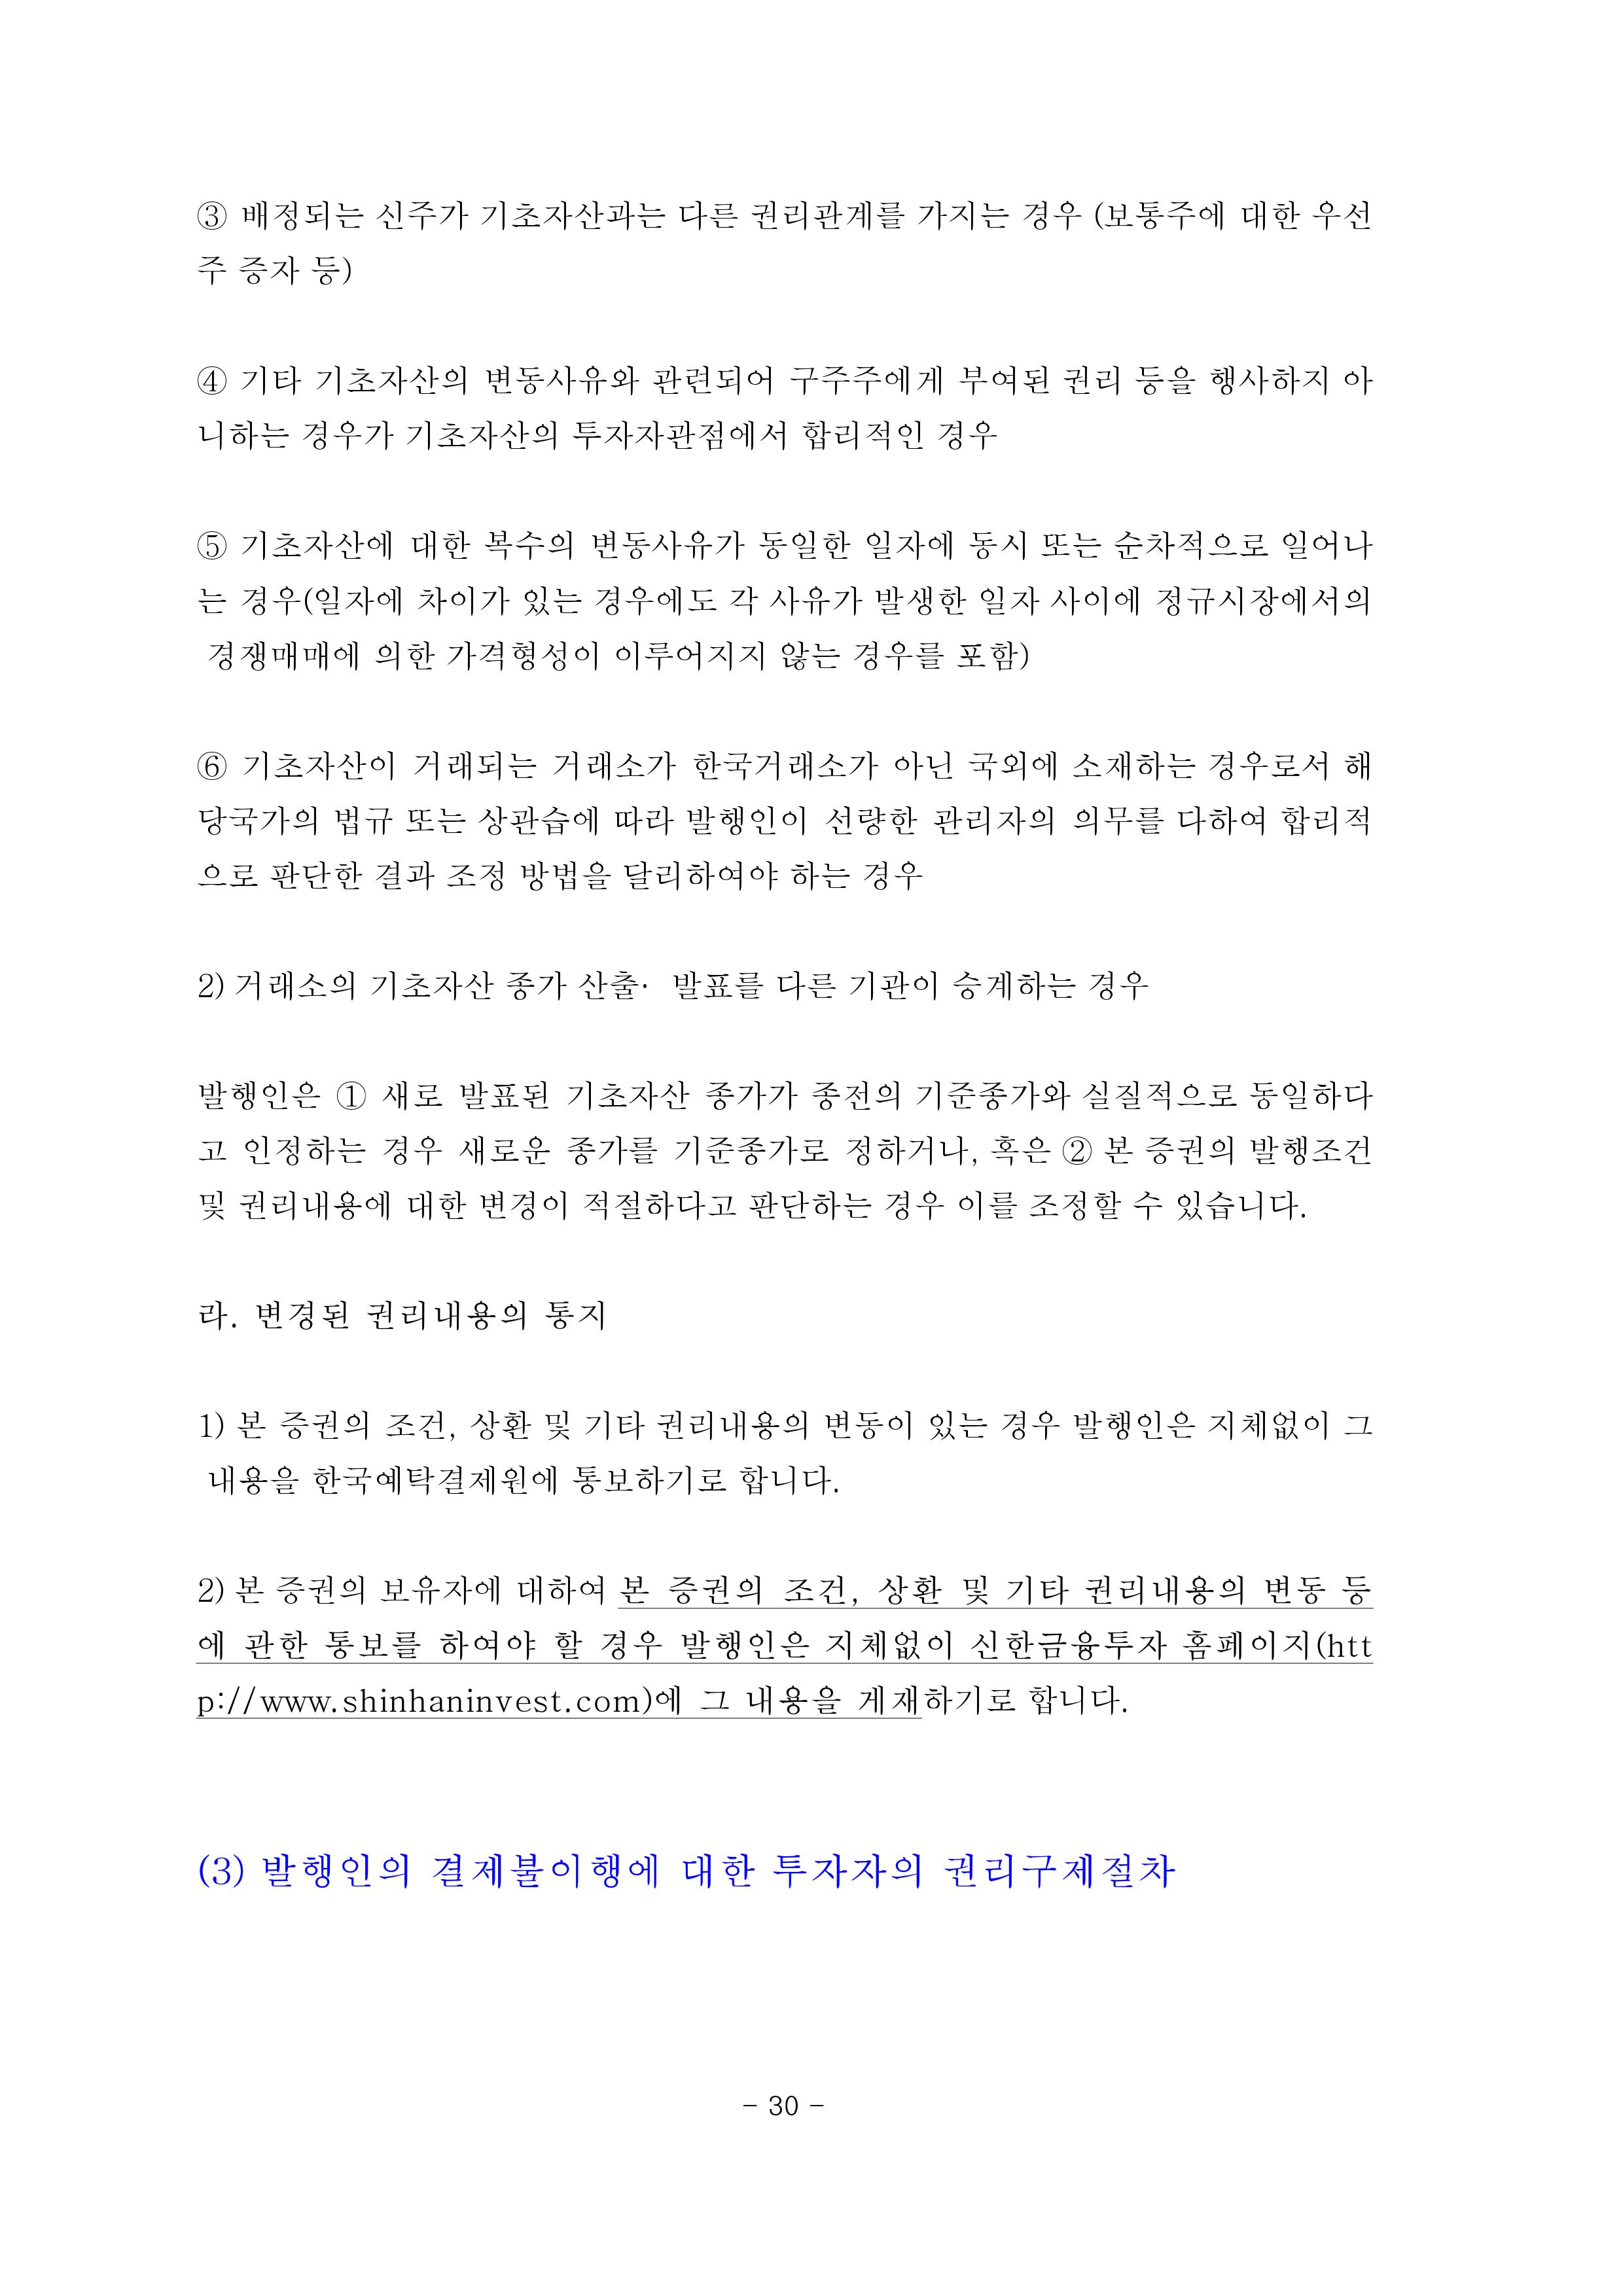 ③ 배정되는 신주가 기초자산과는 다른 권리관계를 가지는 경우 (보통주에 대한 우선
주 증자 등)
④ 기타 기초자산의 변동사유와 관련되어 구주주에게 부여된 권리 등을 행사하지 아
니하는 경우가 기초자산의 투자자관점에서 합리적인 경우
⑤ 기초자산에 대한 복수의 변동사유가 동일한 일자에 동시 또는 순차적으로 일어나
는 경우(일자에 차이가 있는 경우에도 각 사유가 발생한 일자 사이에 정규시장에서의
경쟁매매에 의한 가격형성이 이루어지지 않는 경우를 포함)
⑥ 기초자산이 거래되는 거래소가 한국거래소가 아닌 국외에 소재하는 경우로서 해
당국가의 법규 또는 상관습에 따라 발행인이 선량한 관리자의 의무를 다하여 합리적
으로 판단한 결과 조정 방법을 달리하여야 하는 경우
2) 거래소의 기초자산 종가 산출· 발표를 다른 기관이 승계하는 경우
발행인은 ① 새로 발표된 기초자산 종가가 종전의 기준종가와 실질적으로 동일하다
고 인정하는 경우 새로운 종가를 기준종가로 정하거나, 혹은 ② 본 증권의 발행조건
및 권리내용에 대한 변경이 적절하다고 판단하는 경우 이를 조정할 수 있습니다.
라. 변경된 권리내용의 통지
1) 본 증권의 조건, 상환 및 기타 권리내용의 변동이 있는 경우 발행인은 지체없이 그
내용을 한국예탁결제원에 통보하기로 합니다.
2) 본 증권의 보유자에 대하여 본 증권의 조건, 상환 및 기타 권리내용의 변동 등
에 관한 통보를 하여야 할 경우 발행인은 지체없이 신한금융투자 홈페이지(htt
p://www.shinhaninvest.com)에 그 내용을 게재하기로 합니다.
(3) 발행인의 결제불이행에 대한 투자자의 권리구제절차
- 30 -